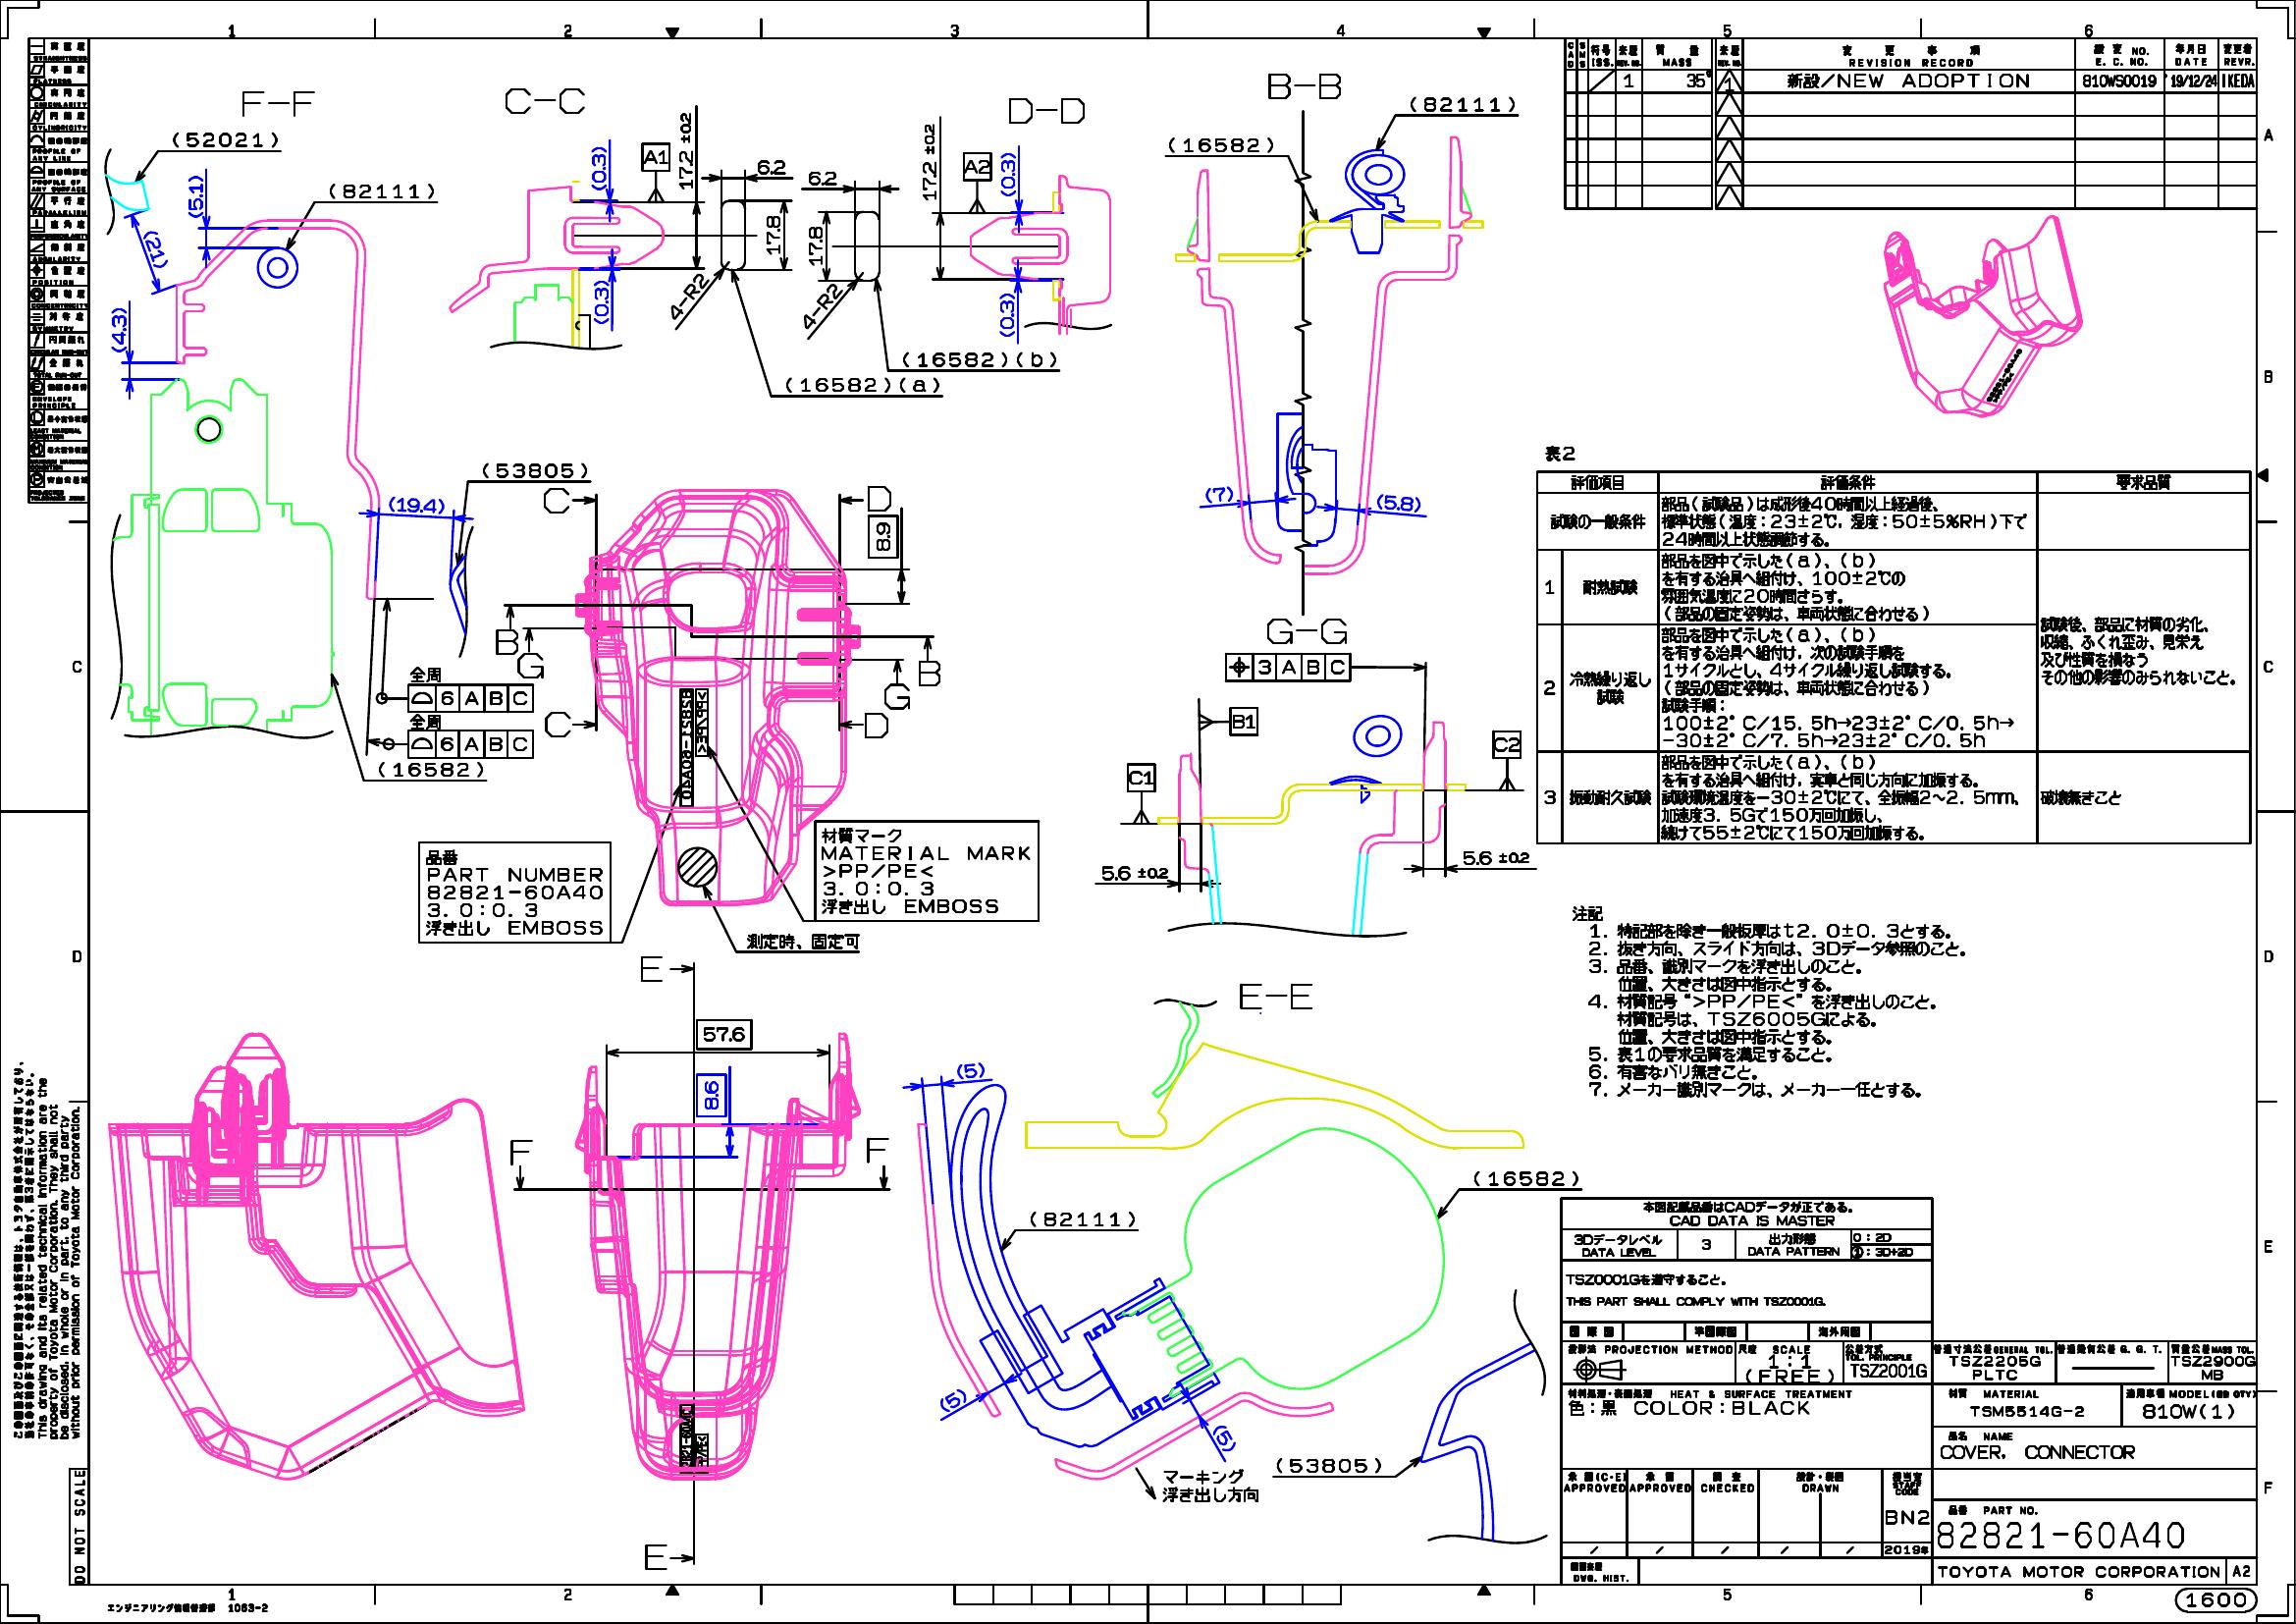 1
2
3
4
5
6
A
B
C
D
E
F
符号
ISS.
質 量
MASS
変 更 事 項
REVISION RECORD
設 変 NO.
E. C. NO.
年月日
DATE
変更者
REVR.
1
35
1
新設/NEW ADOPTION
810WS0019
'19/12/24
IKEDA
F-F
(52021)
(5.1)
(82111)
(21)
(4.3)
(19.4)
(53805)
全周
6 A B C
全周
6 A B C
(16582)
C-C
(0.3)
A1
17.2 ±0.2
6.2
17.8
(0.3)
4-R2
(16582)(a)
D-D
6.2
17.8
17.2 ±0.2
A2
(0.3)
(0.3)
4-R2
(16582)(b)
B-B
(16582)
(82111)
(7)
(5.8)
82821-60A40
>PP/PE<
C
D
8.9
B
G
B
G
C
D
82821-60A40
>PP/PE<
品番
PART NUMBER
82821-60A40
3. 0:0. 3
浮き出し EMBOSS
材質マーク
MATERIAL MARK
>PP/PE<
3. 0:0. 3
浮き出し EMBOSS
測定時、固定可
G-G
3 A B C
B1
C1
C2
5.6 ±0.2
5.6 ±0.2
表2
評価項目 評価条件 要求品質
試験の一般条件
部品(試験品)は成形後40時間以上経過後、
標準状態(温度:23±2℃, 湿度:50±5%RH)下で
24時間以上状態調節する。
1 耐熱試験
部品を図中で示した(a)、(b)
を有する治具へ組付け、100±2℃の
雰囲気温度に20時間さらす。
(部品の固定姿勢は、車両状態に合わせる)
2 冷熱繰り返し
試験
部品を図中で示した(a)、(b)
を有する治具へ組付け, 次の試験手順を
1サイクルとし、4サイクル繰り返し試験する。
(部品の固定姿勢は、車両状態に合わせる)
試験手順:
100±2°C/15. 5h→23±2°C/0. 5h→
-30±2°C/7. 5h→23±2°C/0. 5h
試験後、部品に材質の劣化、
収縮、ふくれ歪み、見栄え
及び性質を損なう
その他の影響のみられないこと。
3 振動耐久試験
部品を図中で示した(a)、(b)
を有する治具へ組付け, 実車と同じ方向に加振する。
試験環境温度を-30±2℃にて、全振幅2~2. 5mm、
加速度3. 5Gで150万回加振し、
続けて55±2℃にて150万回加振する。
破壊無きこと
注記
1. 特記部を除き一般板厚はt2. 0±0. 3とする。
2. 抜き方向、スライド方向は、3Dデータ参照のこと。
3. 品番、識別マークを浮き出しのこと。
位置、大きさは図中指示とする。
4. 材質記号 ">PP/PE<" を浮き出しのこと。
材質記号は、TSZ6005Gによる。
位置、大きさは図中指示とする。
5. 表1の要求品質を満足すること。
6. 有害なバリ無きこと。
7. メーカー識別マークは、メーカー一任とする。
E
57.6
8.6
F
F
E
E-E
(5)
(82111)
(16582)
(5)
(5)
(53805)
マーキング
浮き出し方向
This drawing and its related technical information are the
property of Toyota Motor Corporation. They shall not
be disclosed, in whole or in part, to any third party
without prior permission of Toyota Motor Corporation.
DO NOT SCALE
本図記載品番はCADデータが正である。
CAD DATA IS MASTER
3Dデータレベル
DATA LEVEL
3
出力形態
DATA PATTERN
0 : 2D
① : 3D+2D
TSZ0001Gを遵守すること。
THIS PART SHALL COMPLY WITH TSZ0001G.
投影法 PROJECTION METHOD
尺度 SCALE
1:1
(FREE)
公差方式
TOL. PRINCIPLE
TSZ2001G
普通寸法公差 GENERAL TOL.
TSZ2205G
PLTC
普通幾何公差 G. G. T.
質量公差 MASS TOL.
TSZ2900G
MB
材料処理・表面処理 HEAT & SURFACE TREATMENT
色:黒 COLOR:BLACK
材質 MATERIAL
TSM5514G-2
適用車種 MODEL
810W(1)
品名 NAME
COVER, CONNECTOR
APPROVED
APPROVED
CHECKED
DRAWN
STAFF
CODE
BN2
2019年
品番 PART NO.
82821-60A40
DWG. HIST.
TOYOTA MOTOR CORPORATION
A2
エンジニアリング情報管理部 1063-2
1600